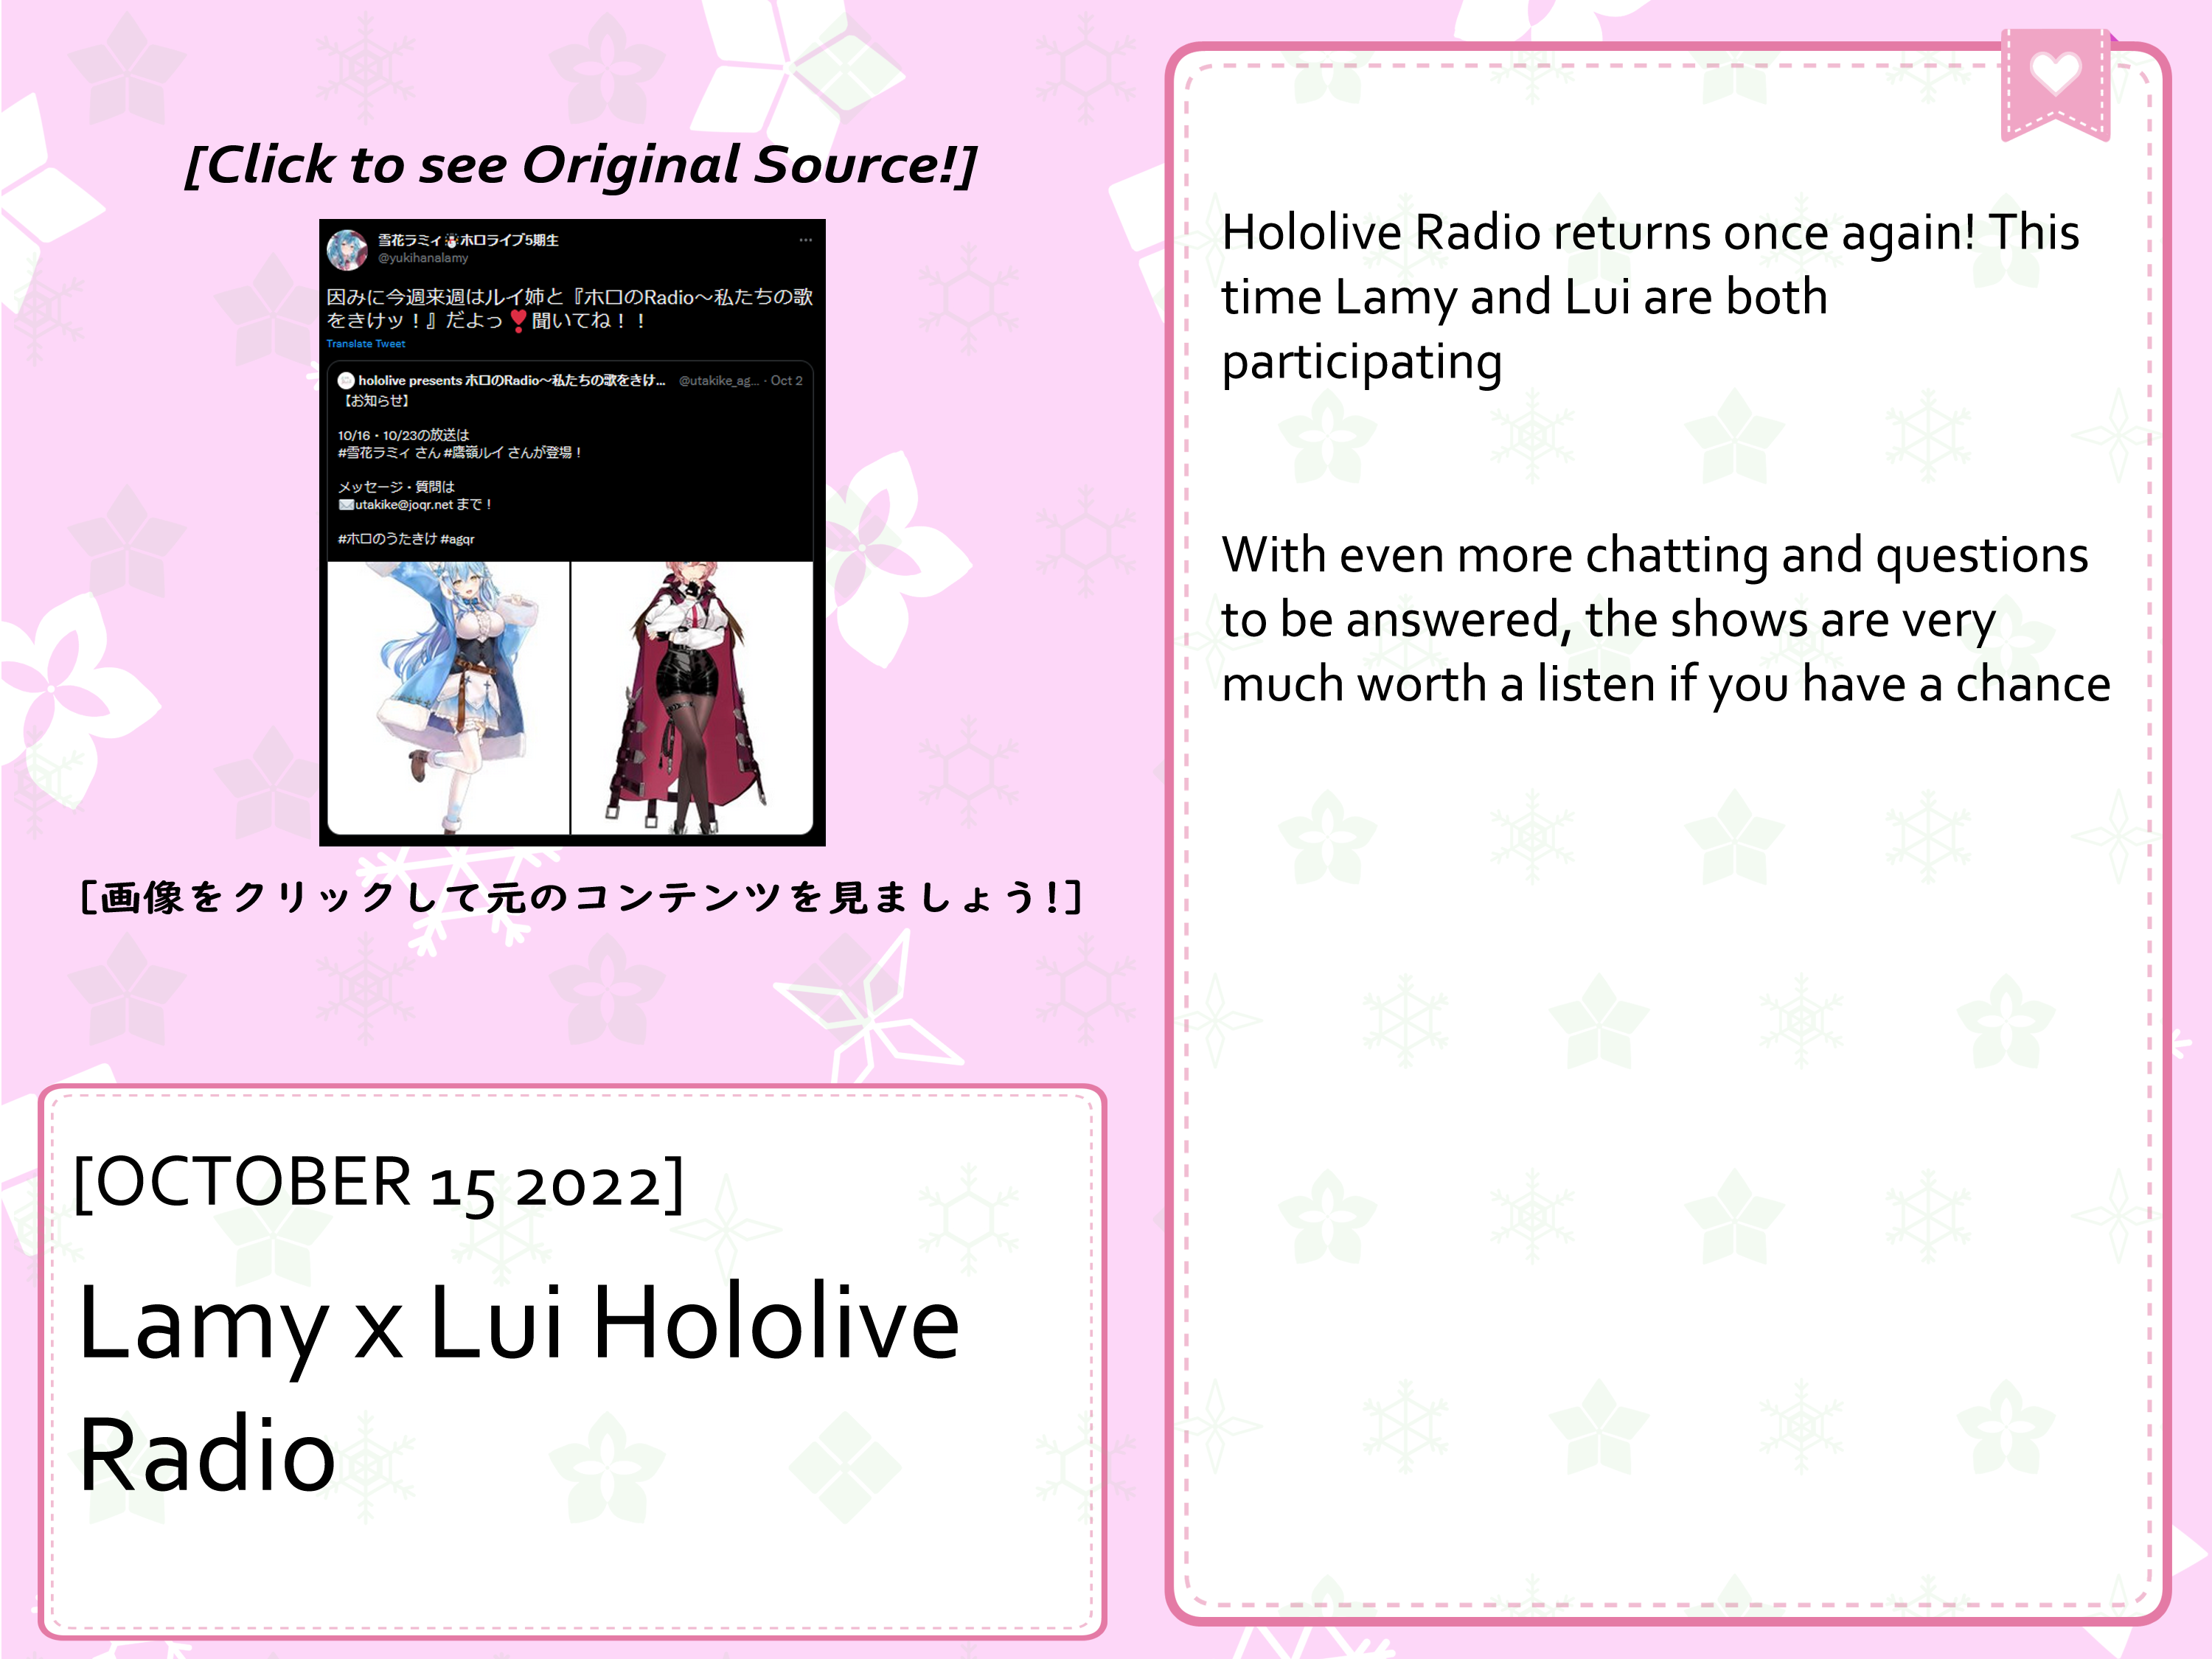 [Click to see Original Source!]
雪花ラミィ☃️ホロライブ5期生
@yukihanalamy
因みに今週来週はルイ姉と『ホロのRadio～私たちの歌
をきけッ！』だよっ❣️聞いてね！！
Translate Tweet
hololive presents ホロのRadio～私たちの歌をきけ... @utakike_ag... · Oct 2
【お知らせ】
10/16・10/23の放送は
#雪花ラミィ さん #鷹嶺ルイ さんが登場！
メッセージ・質問は
✉️utakike@joqr.net まで！
#ホロのうたきけ #agqr
[画像をクリックして元のコンテンツを見ましょう!]
[OCTOBER 15 2022]
Lamy x Lui Hololive
Radio
Hololive Radio returns once again! This
time Lamy and Lui are both
participating
With even more chatting and questions
to be answered, the shows are very
much worth a listen if you have a chance